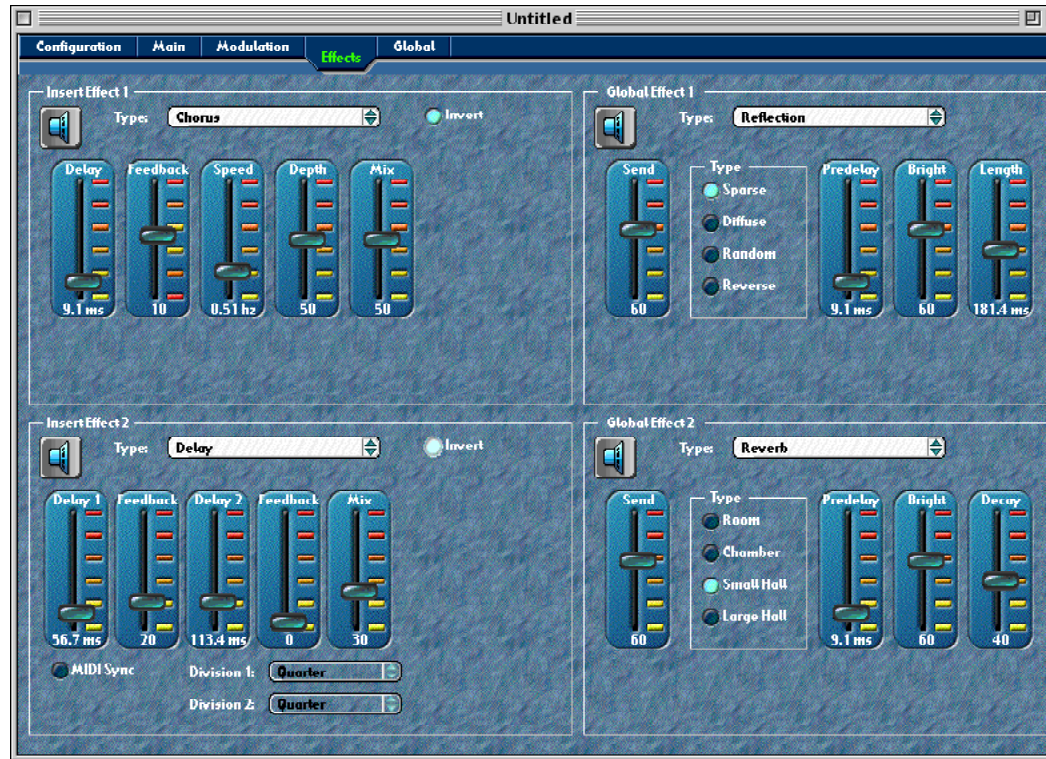 Untitled
Configuration Main Modulation Effects Global
Insert Effect 1
Type: Chorus Invert
Delay Feedback Speed Depth Mix
9.1 ms 10 0.51 hz 50 50
Global Effect 1
Type: Reflection
Send Type Predelay Bright Length
Sparse
Diffuse
Random
Reverse
60 9.1 ms 60 181.4 ms
Insert Effect 2
Type: Delay Invert
Delay 1 Feedback Delay 2 Feedback Mix
56.7 ms 20 113.4 ms 0 30
MIDI Sync Division 1: Quarter
Division 2: Quarter
Global Effect 2
Type: Reverb
Send Type Predelay Bright Decay
Room
Chamber
Small Hall
Large Hall
60 9.1 ms 60 40